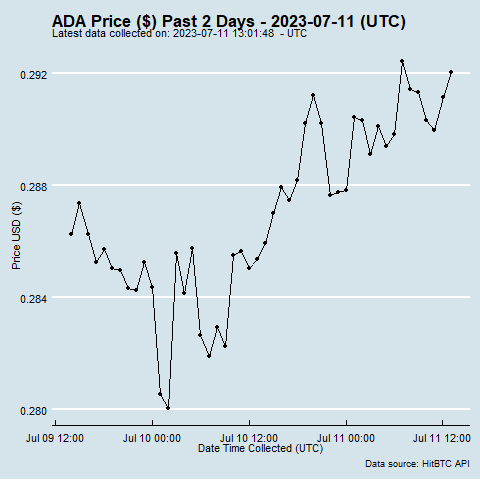 ADA Price ($) Past 2 Days - 2023-07-11 (UTC)
Latest data collected on: 2023-07-11 13:01:48 - UTC
0.292
0.288
0.284
0.280
Price USD ($)
Jul 09 12:00 Jul 10 00:00 Jul 10 12:00 Jul 11 00:00 Jul 11 12:00
Date Time Collected (UTC)
Data source: HitBTC API